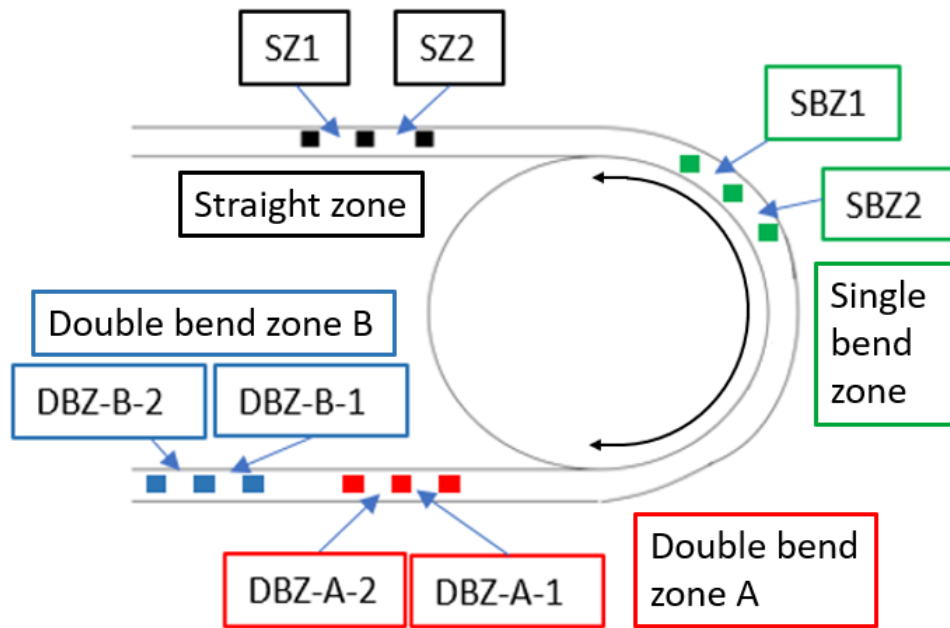 SZ1
SZ2
SBZ1
Straight zone
SBZ2
Single
bend
zone
Double bend zone B
DBZ-B-2
DBZ-B-1
DBZ-A-2
DBZ-A-1
Double bend
zone A